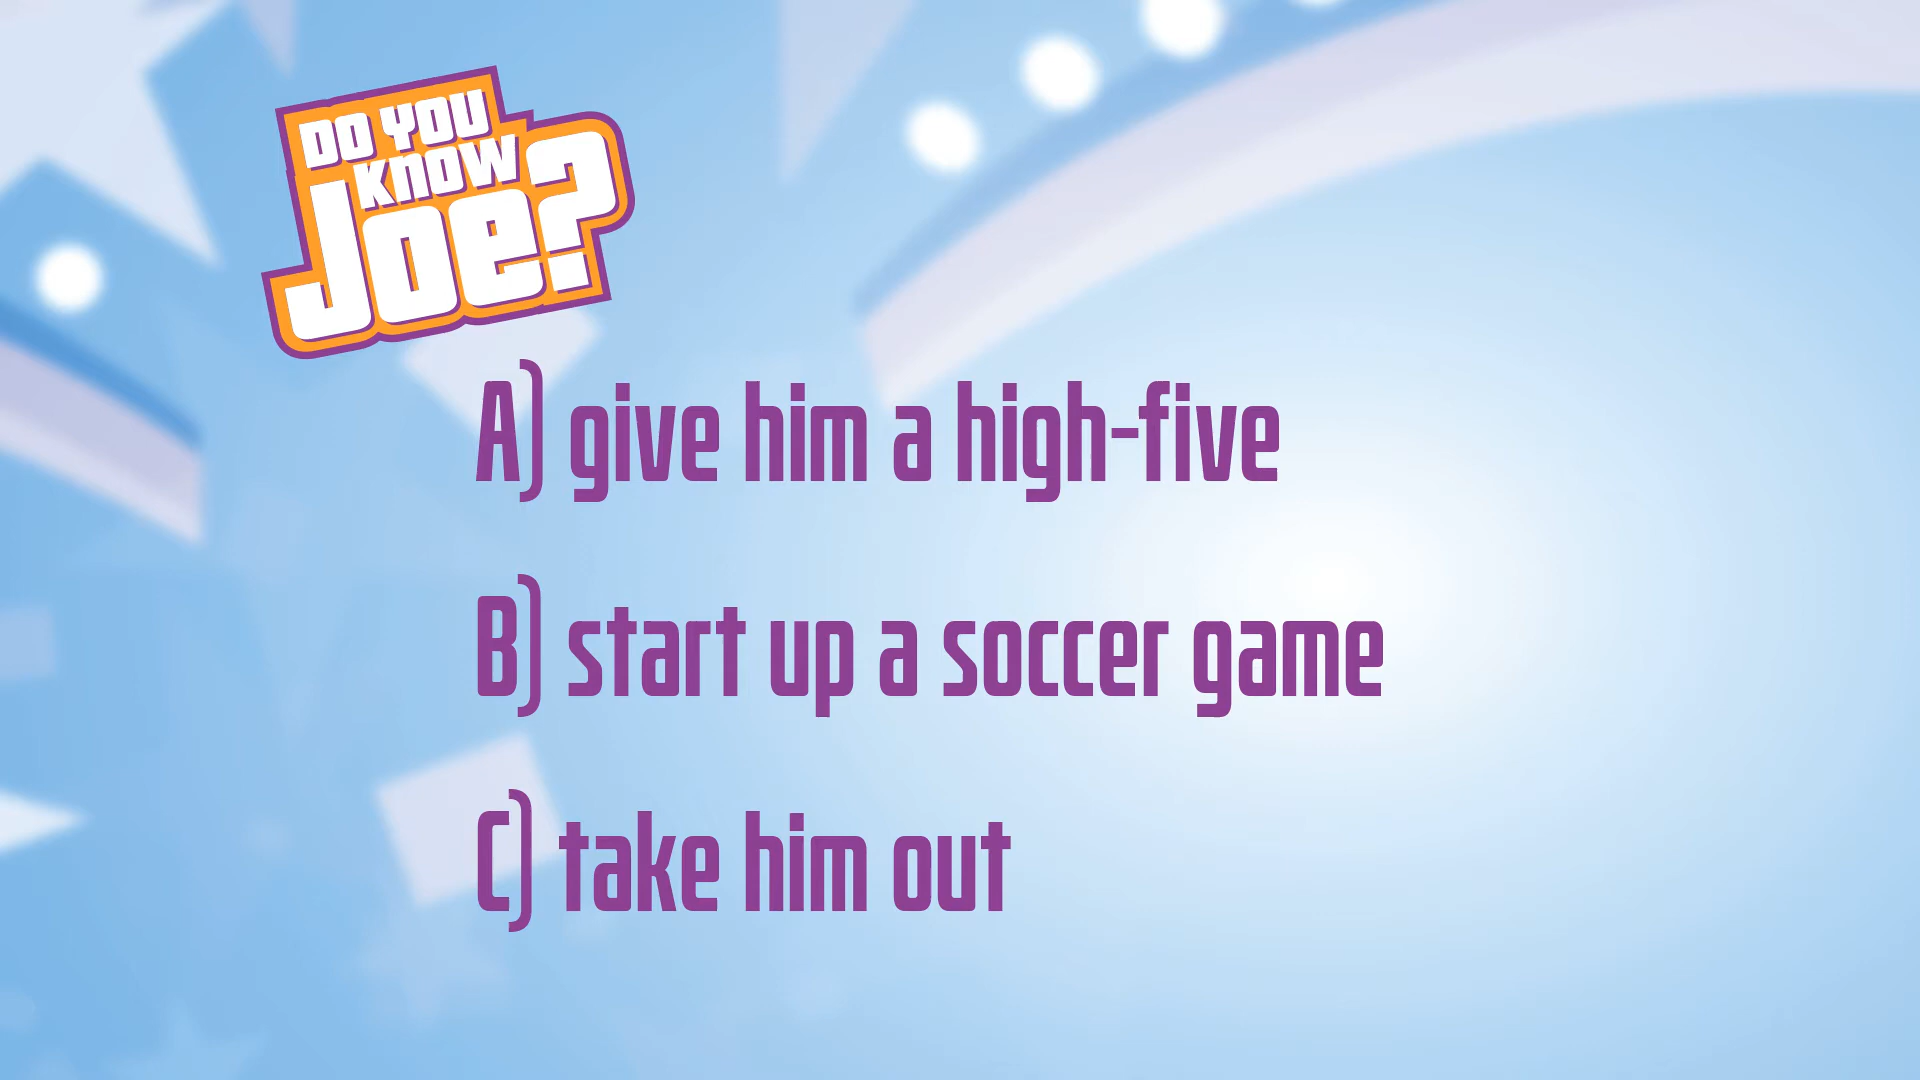 DO YOU
KNOW
Joe?
A) give him a high-five
B) start up a soccer game
C) take him out